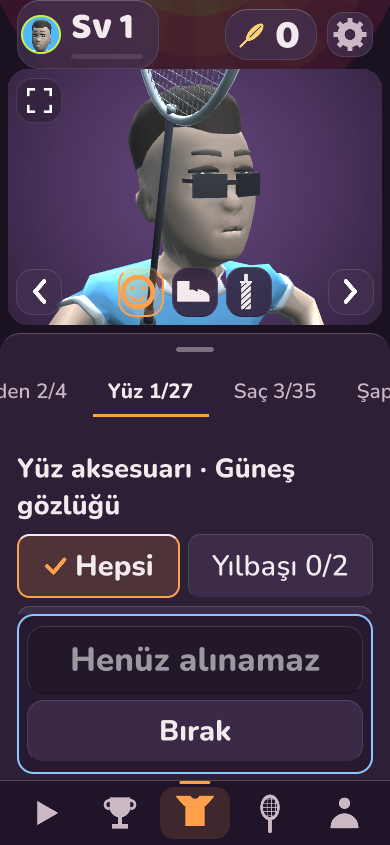 Sv 1
0
den 2/4
Yüz 1/27
Saç 3/35
Şap
Yüz aksesuarı · Güneş
gözlüğü
Hepsi
Yılbaşı 0/2
Henüz alınamaz
Bırak